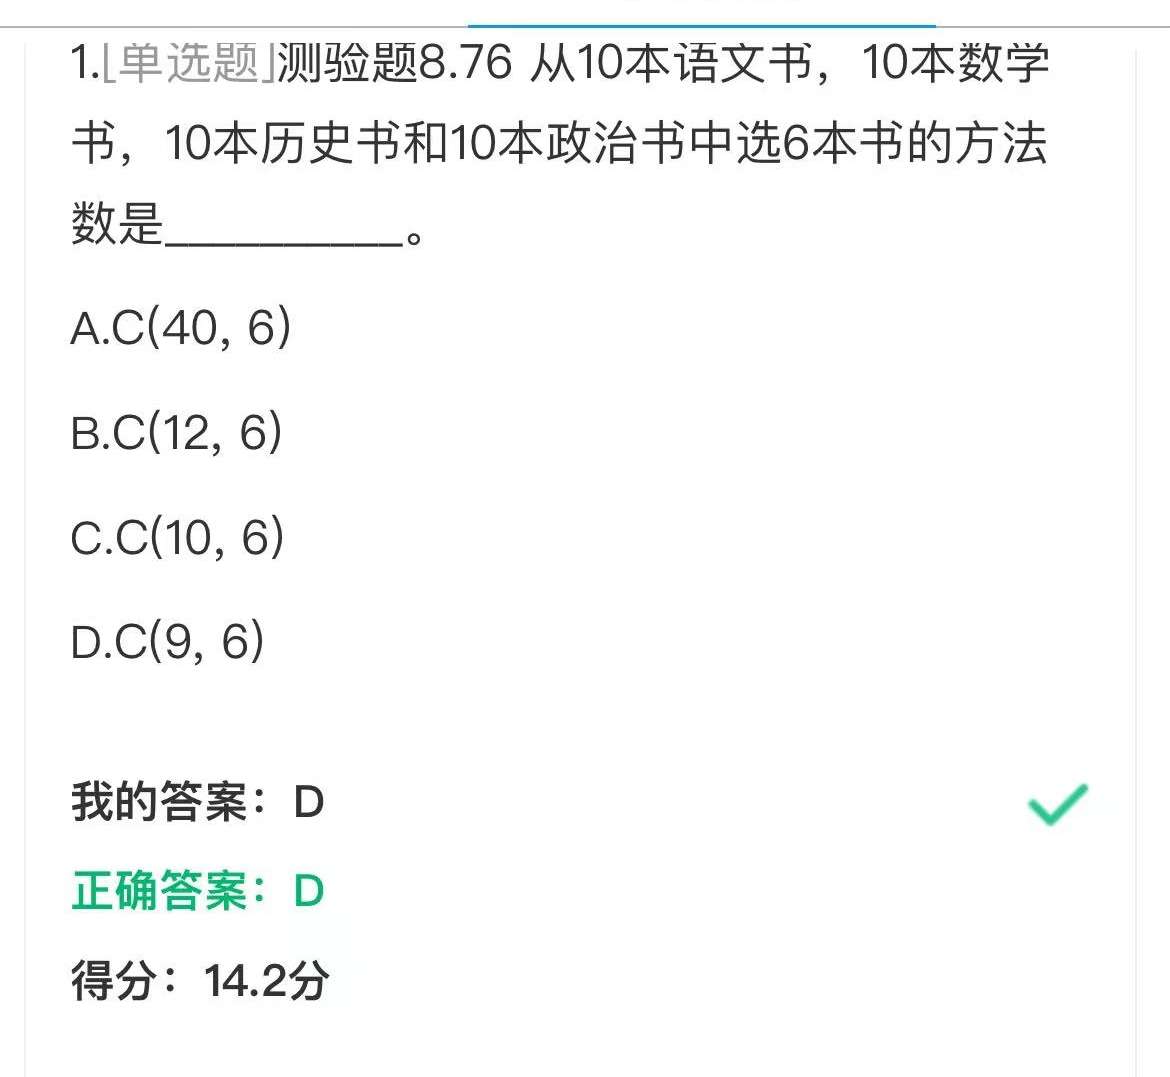 1.[单选题]测验题8.76 从10本语文书，10本数学
书，10本历史书和10本政治书中选6本书的方法
数是__________。
A.C(40, 6)
B.C(12, 6)
C.C(10, 6)
D.C(9, 6)
我的答案：D
正确答案：D
得分：14.2分